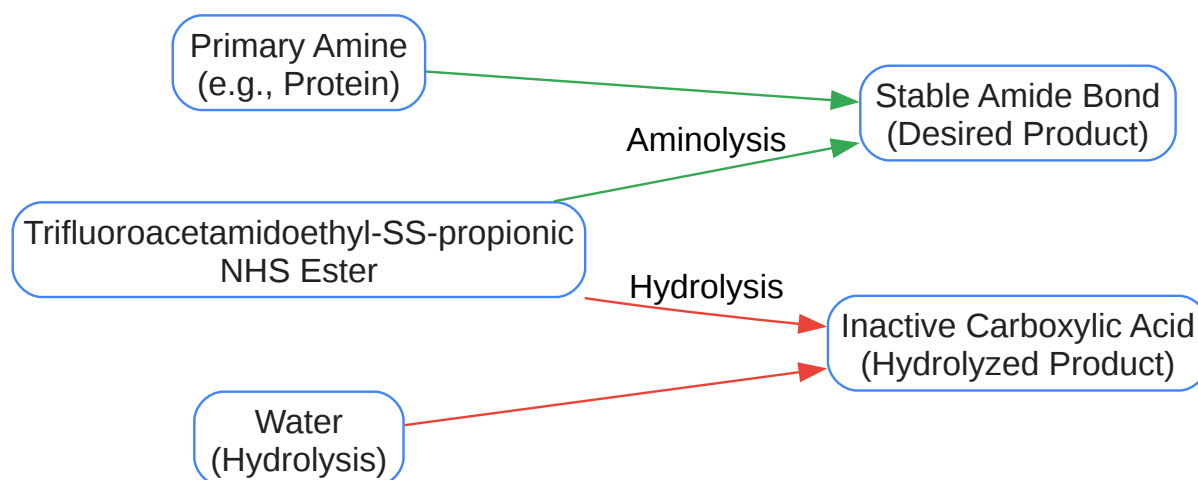 Primary Amine
(e.g., Protein)
Stable Amide Bond
(Desired Product)
Aminolysis
Trifluoroacetamidoethyl-SS-propionic
NHS Ester
Hydrolysis
Inactive Carboxylic Acid
(Hydrolyzed Product)
Water
(Hydrolysis)